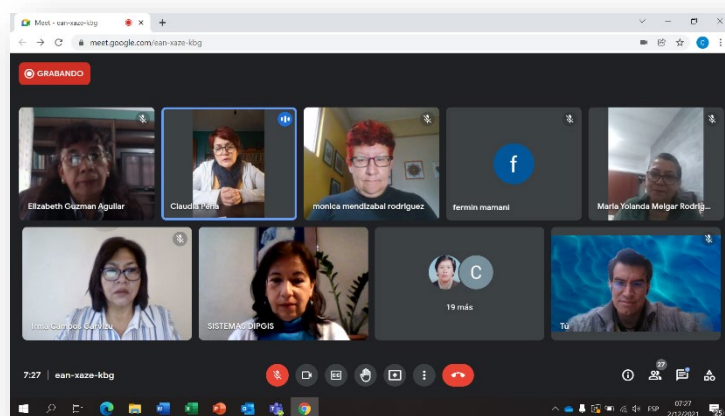 Meet - ean-xaze-kbg
meet.google.com/ean-xaze-kbg
C
GRABANDO
Elizabeth Guzman Aguilar
Claudia Peña
monica mendizabal rodriguez
f
fermin mamani
Maria Yolanda Melgar Rodrig...
Irma Campos Garvizu
SISTEMAS DIPGIS
C
19 más
Tú
7:27 | ean-xaze-kbg
27
ESP
07:27
2/12/2021